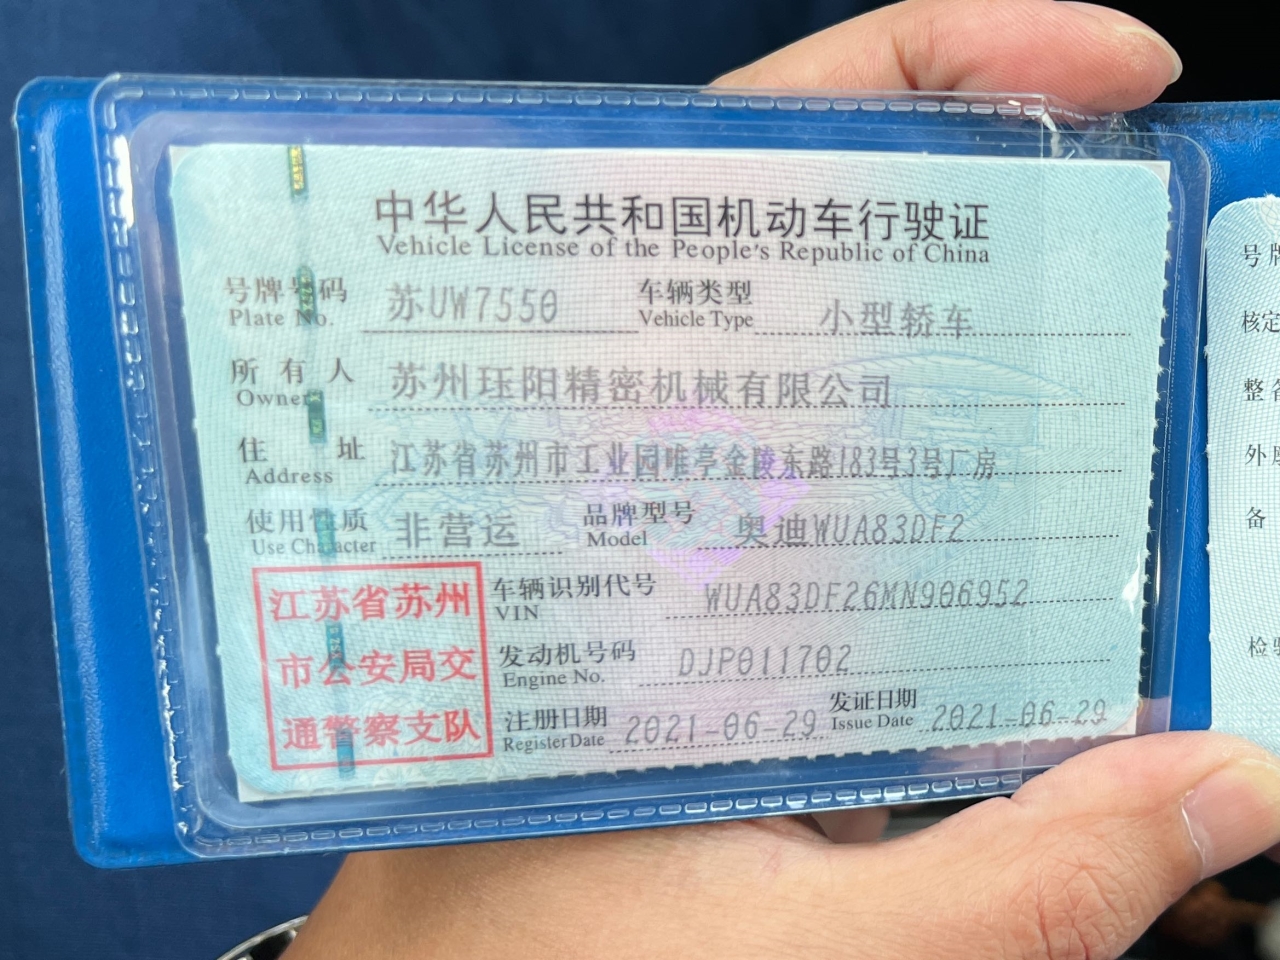 中华人民共和国机动车行驶证
Vehicle License of the People's Republic of China
号牌号码 苏UW7550 车辆类型 小型轿车
Plate No. Vehicle Type
所有人 苏州珏阳精密机械有限公司
Owner
住址 江苏省苏州市工业园唯亭金陵东路183号3号厂房
Address
使用性质 非营运 品牌型号 奥迪WUA83DF2
Use Character Model
江苏省苏州
市公安局交
通警察支队
车辆识别代号 WUA83DF26MN906952
VIN
发动机号码 DJP011702
Engine No.
注册日期 2021-06-29 发证日期 2021-06-29
Register Date Issue Date
号牌
核定
整备
外
备
检验